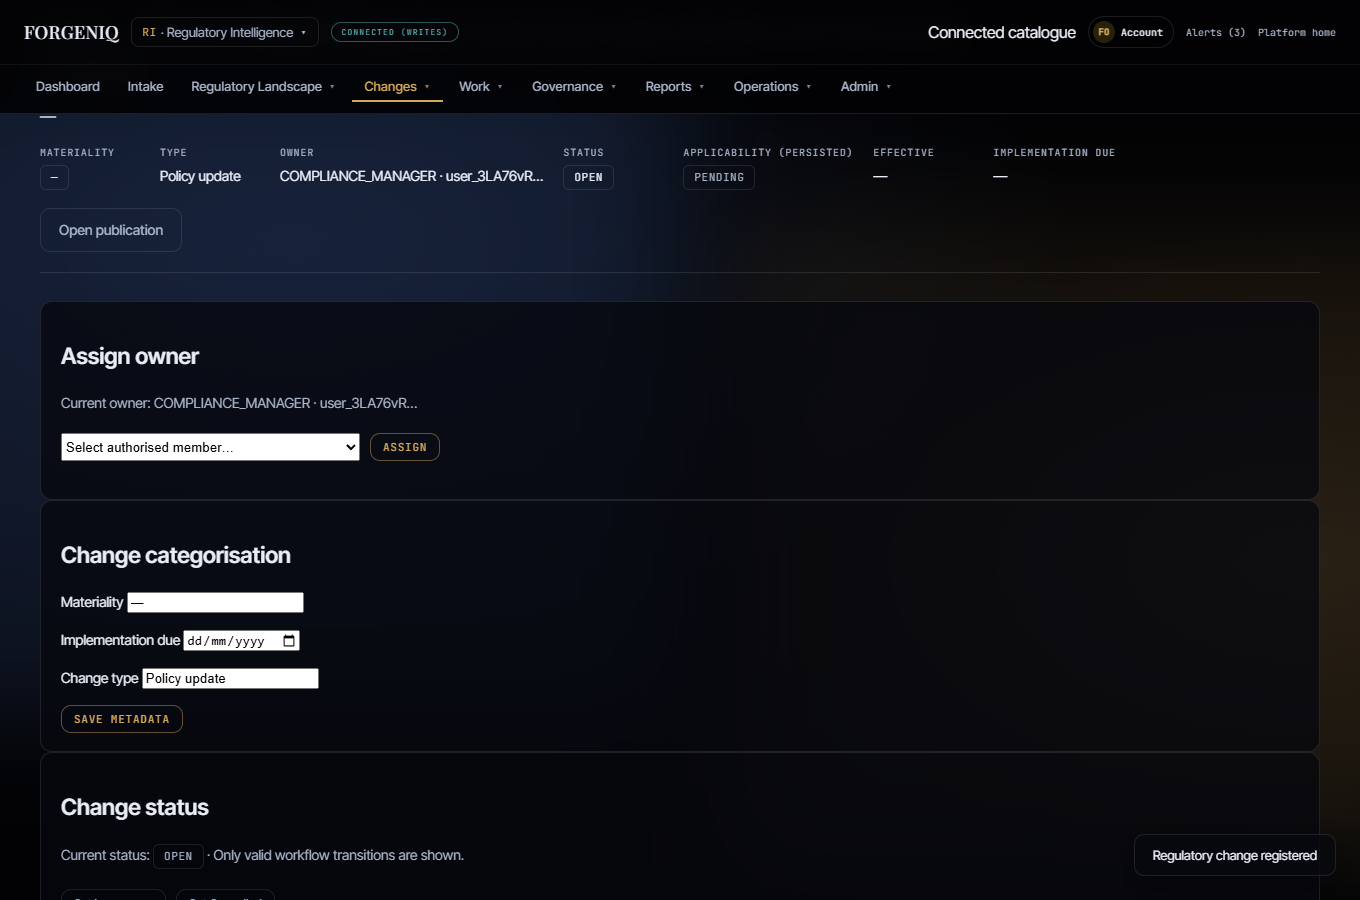 FORGENIQ RI · Regulatory Intelligence CONNECTED (WRITES) Connected catalogue FO Account Alerts (3) Platform home
Dashboard Intake Regulatory Landscape Changes Work Governance Reports Operations Admin
—
MATERIALITY TYPE OWNER STATUS APPLICABILITY (PERSISTED) EFFECTIVE IMPLEMENTATION DUE
— Policy update COMPLIANCE_MANAGER · user_3LA76vR… OPEN PENDING — —
Open publication
Assign owner
Current owner: COMPLIANCE_MANAGER · user_3LA76vR…
Select authorised member… ASSIGN
Change categorisation
Materiality —
Implementation due dd/mm/yyyy
Change type Policy update
SAVE METADATA
Change status
Current status: OPEN · Only valid workflow transitions are shown.
Regulatory change registered